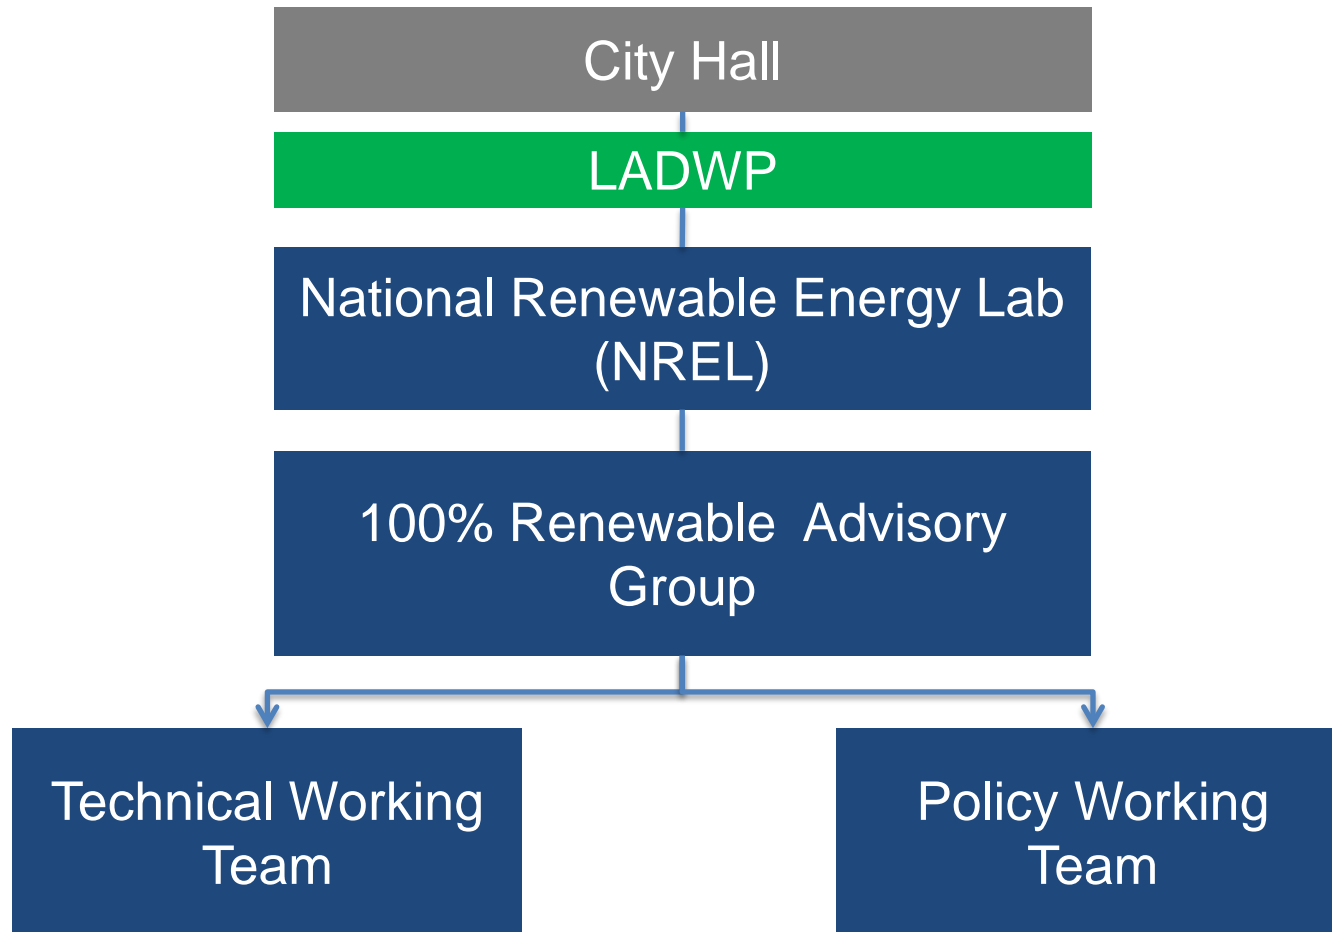 City Hall
LADWP
National Renewable Energy Lab
(NREL)
100% Renewable  Advisory
Group
Technical Working
Team
Policy Working
Team